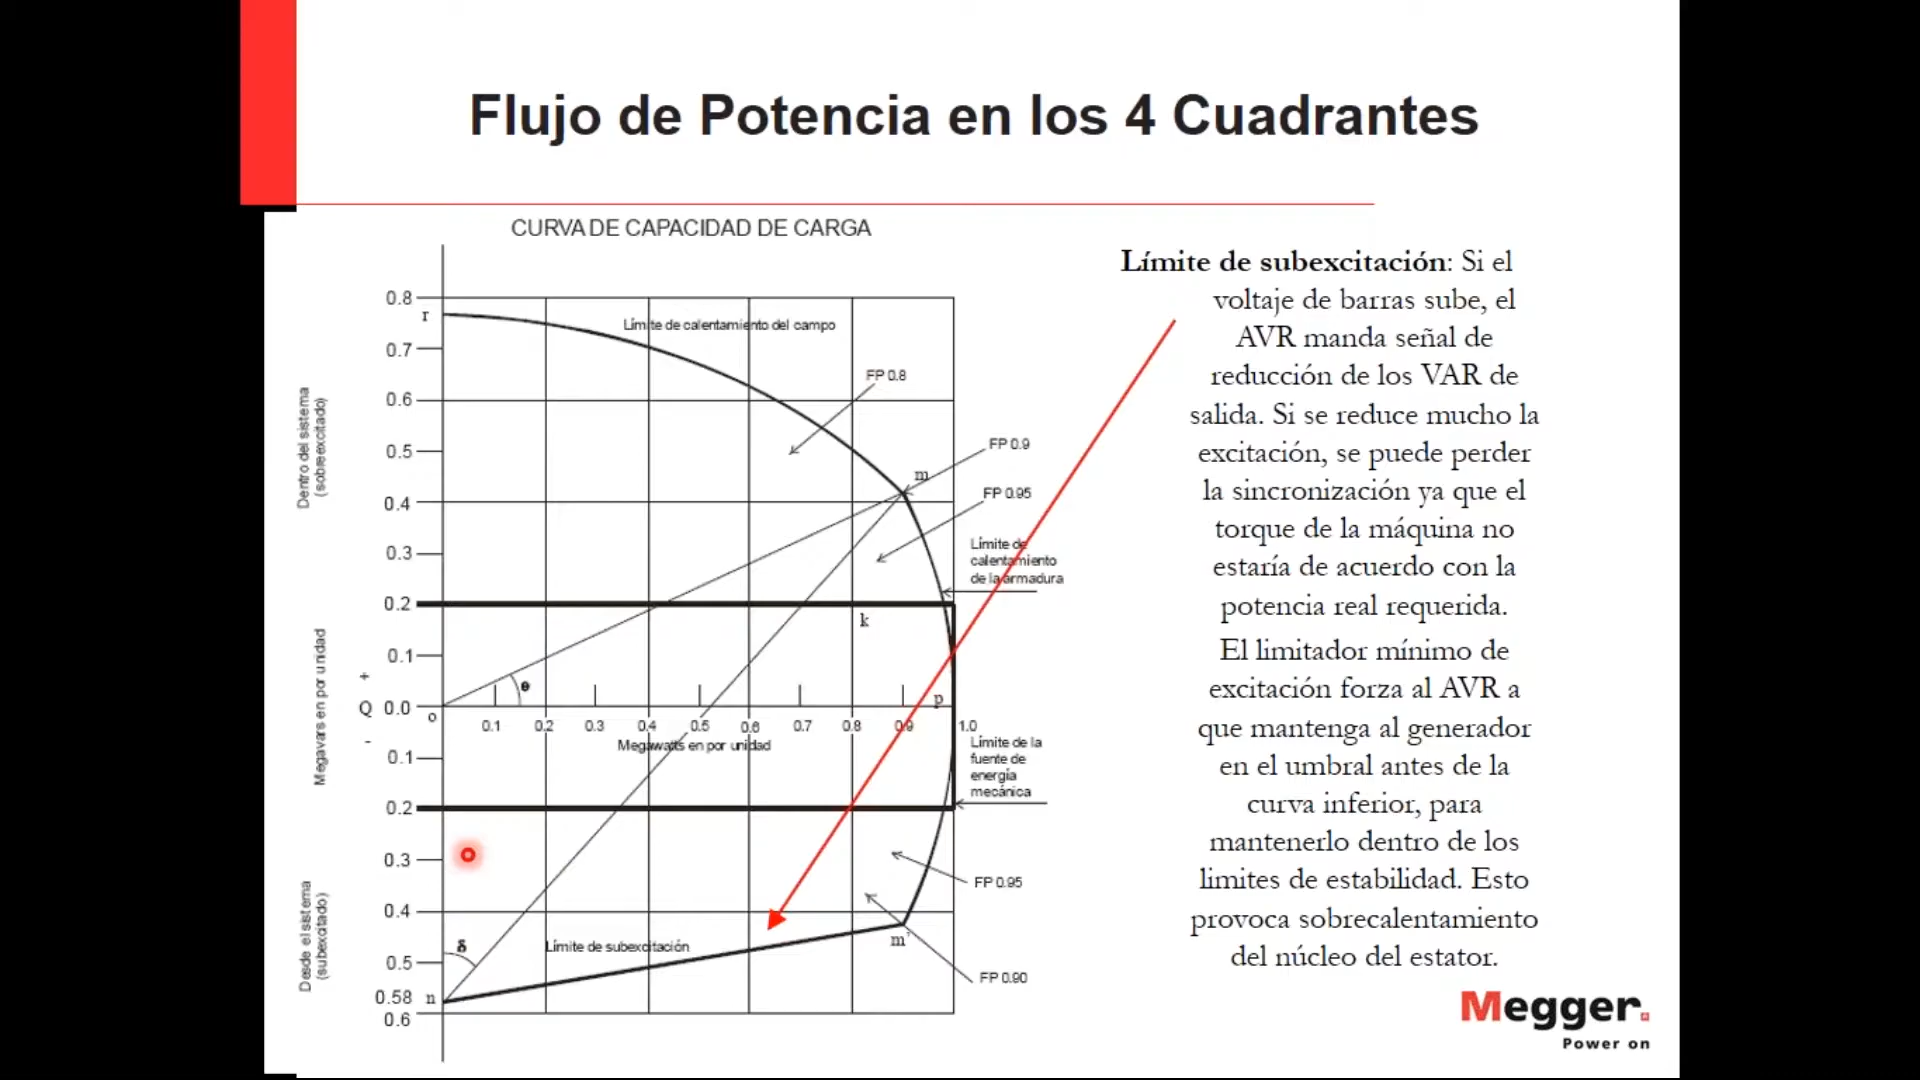 Flujo de Potencia en los 4 Cuadrantes
CURVA DE CAPACIDAD DE CARGA
0.8
r
Límite de calentamiento del campo
0.7
FP 0.8
0.6
Dentro del sistema
(sobreexcitado)
0.5
FP 0.9
m
0.4
FP 0.95
0.3
Límite de
calentamiento
de la armadura
0.2
k
0.1
Megavars en por unidad
+
Q
-
θ
0.0
o
p
0.1 0.2 0.3 0.4 0.5 0.6 0.7 0.8 0.9 1.0
Megawatts en por unidad
0.1
Límite de la
fuente de
energía
mecánica
0.2
0.3
FP 0.95
Desde el sistema
(subexcitado)
0.4
m'
δ
Límite de subexcitación
0.5
FP 0.90
0.58 n
0.6
Límite de subexcitación: Si el
voltaje de barras sube, el
AVR manda señal de
reducción de los VAR de
salida. Si se reduce mucho la
excitación, se puede perder
la sincronización ya que el
torque de la máquina no
estaría de acuerdo con la
potencia real requerida.
El limitador mínimo de
excitación forza al AVR a
que mantenga al generador
en el umbral antes de la
curva inferior, para
mantenerlo dentro de los
limites de estabilidad. Esto
provoca sobrecalentamiento
del núcleo del estator.
Megger.
Power on